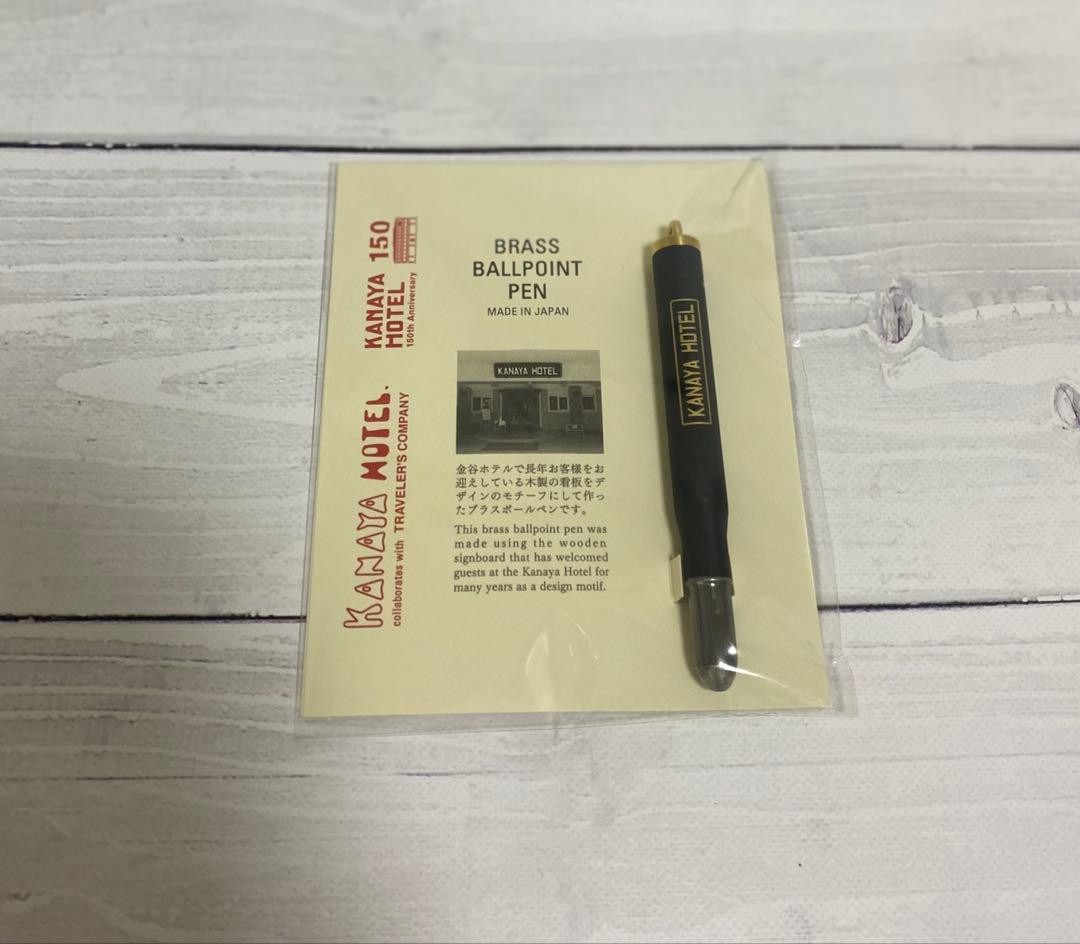 KANAYA
HOTEL
150
150th Anniversary
KANAYA HOTEL.
collaborates with TRAVELER'S COMPANY
BRASS
BALLPOINT
PEN
MADE IN JAPAN
KANAYA HOTEL
金谷ホテルで長年お客様をお
迎えしている木製の看板をデ
ザインのモチーフにして作っ
たブラスボールペンです。
This brass ballpoint pen was
made using the wooden
signboard that has welcomed
guests at the Kanaya Hotel for
many years as a design motif.
KANAYA HOTEL